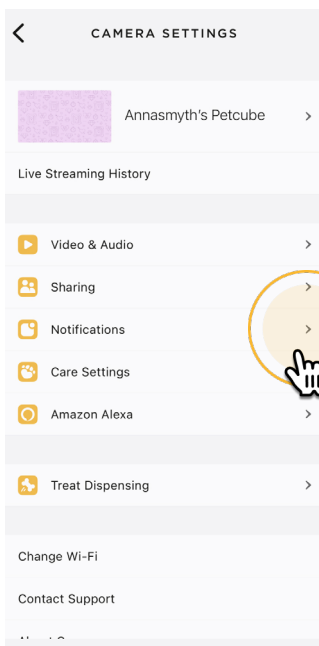 CAMERA SETTINGS
Annasmyth's Petcube
Live Streaming History
Video & Audio
Sharing
Notifications
Care Settings
Amazon Alexa
Treat Dispensing
Change Wi-Fi
Contact Support